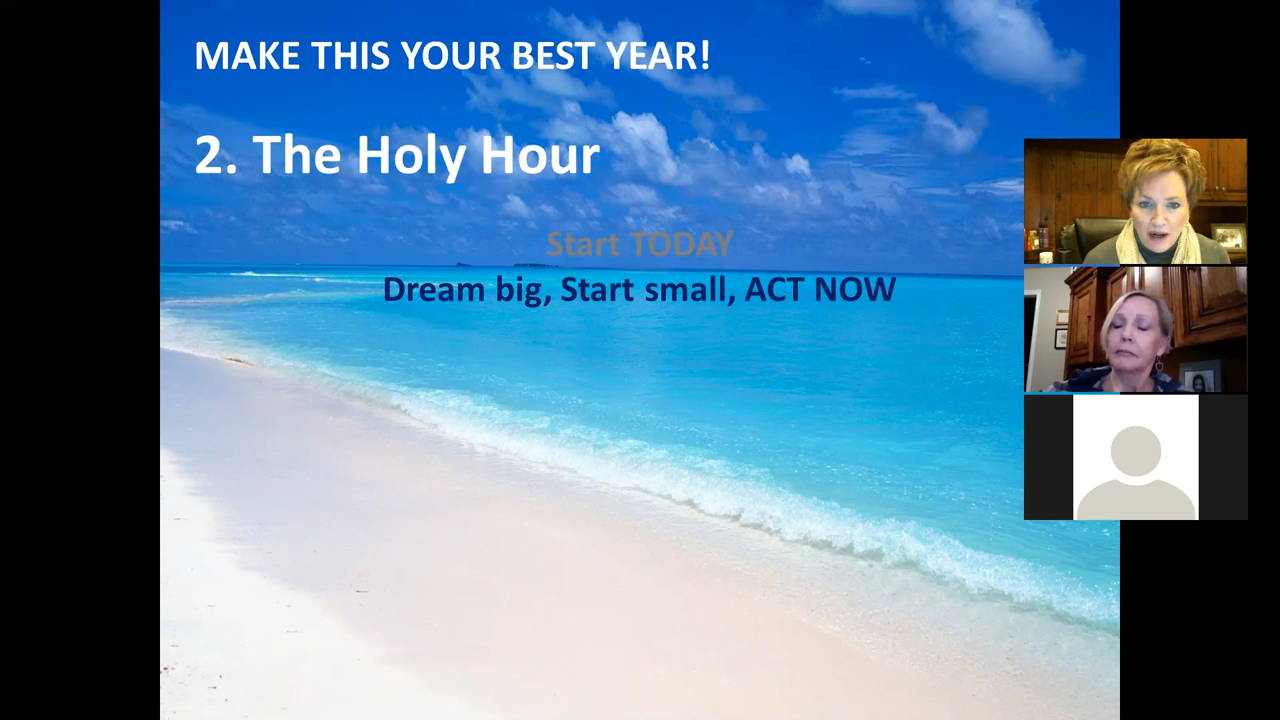 MAKE THIS YOUR BEST YEAR!
2. The Holy Hour
Start TODAY
Dream big, Start small, ACT NOW